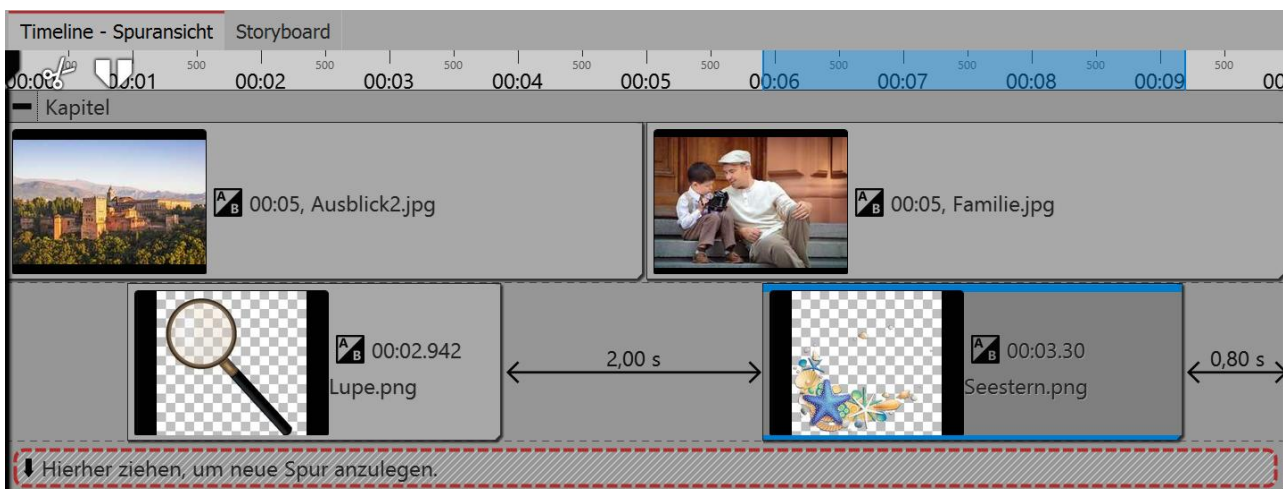 Timeline - Spuransicht Storyboard
500 500 500 500 500 500 500 500 500
00:01 00:02 00:03 00:04 00:05 00:06 00:07 00:08 00:09
Kapitel
A B 00:05, Ausblick2.jpg A B 00:05, Familie.jpg
A B 00:02.942 2,00 s A B 00:03.30 0,80 s
Lupe.png Seestern.png
Hierher ziehen, um neue Spur anzulegen.